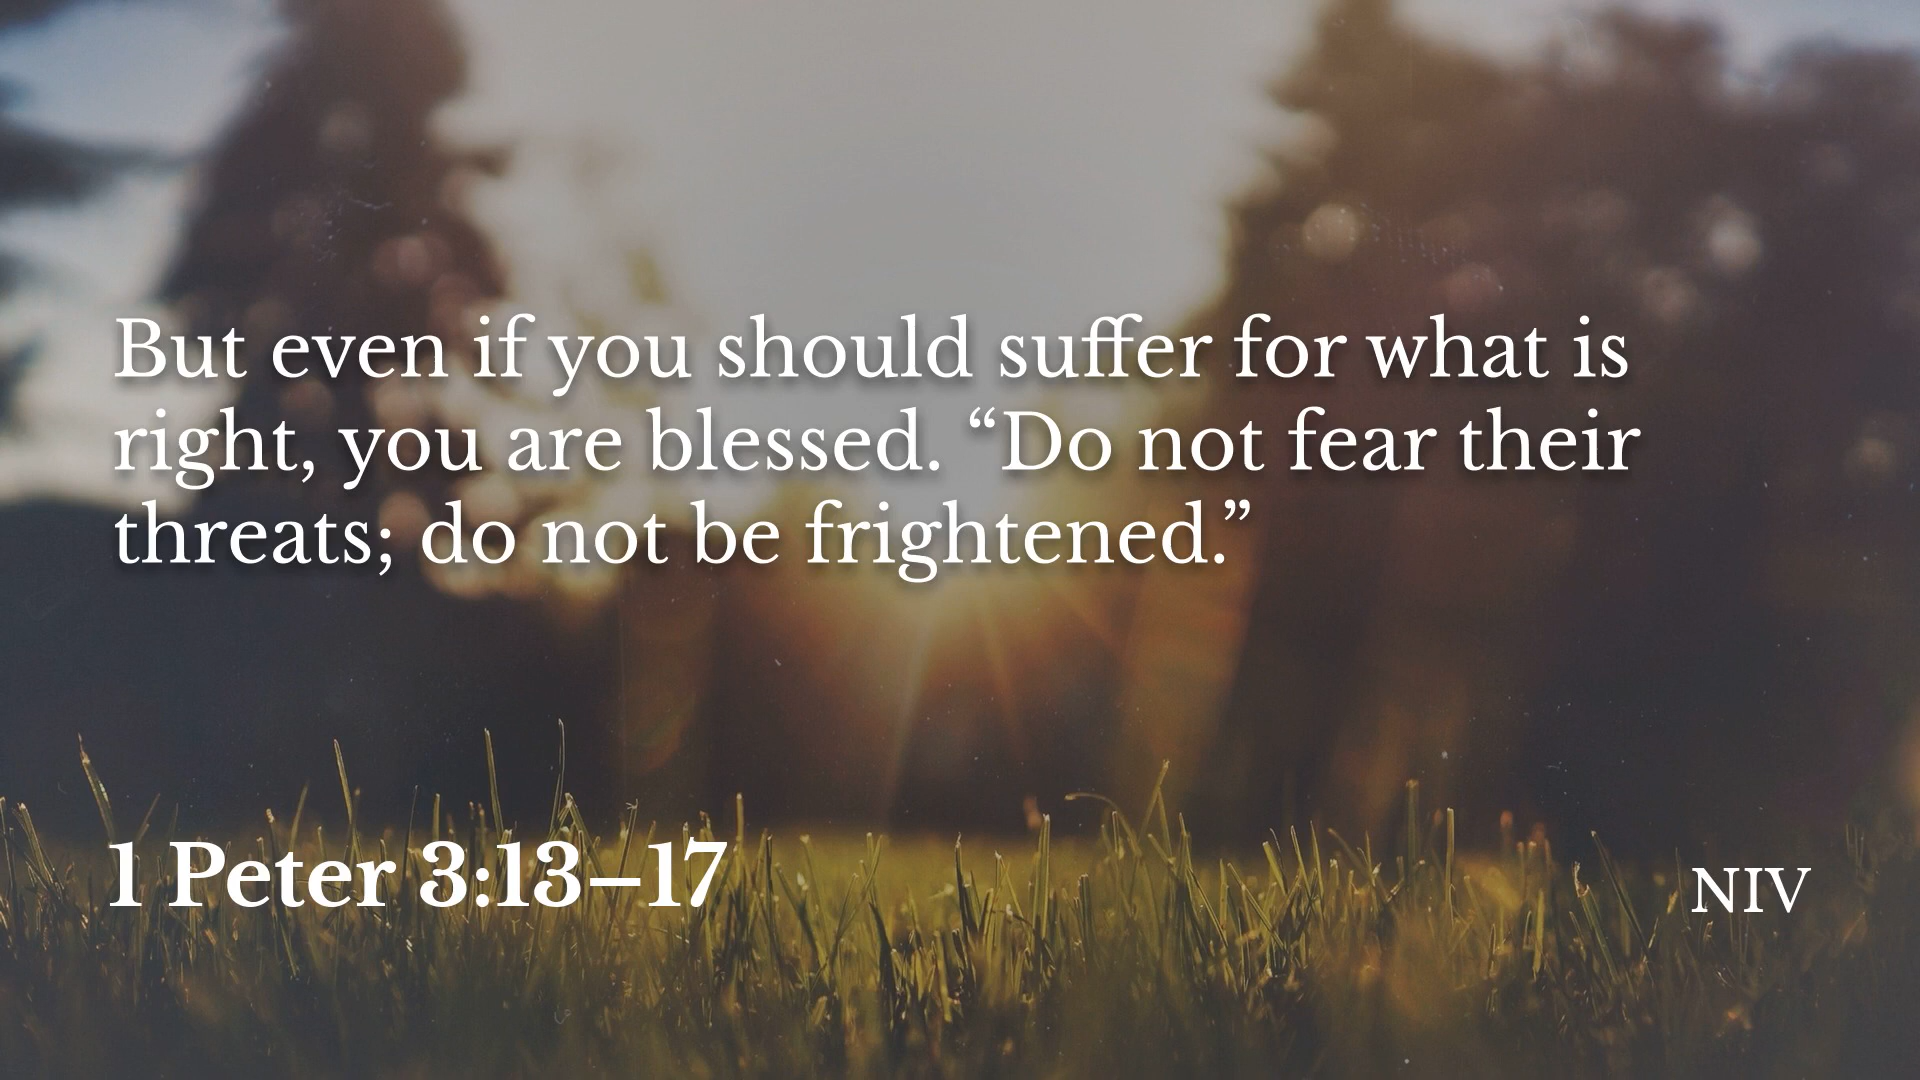 But even if you should suffer for what is
right, you are blessed. “Do not fear their
threats; do not be frightened.”
1 Peter 3:13–17
NIV